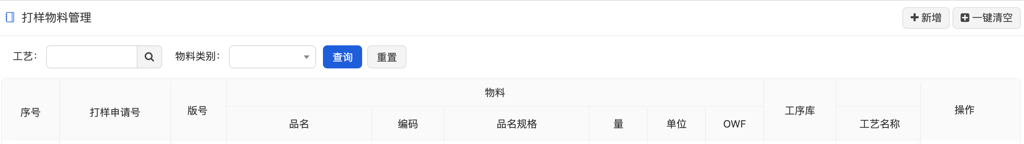 打样物料管理 新增 一键清空
工艺: 物料类别: 查询 重置
序号 打样申请号 版号 物料 工序库 操作
品名 编码 品名规格 量 单位 OWF 工艺名称